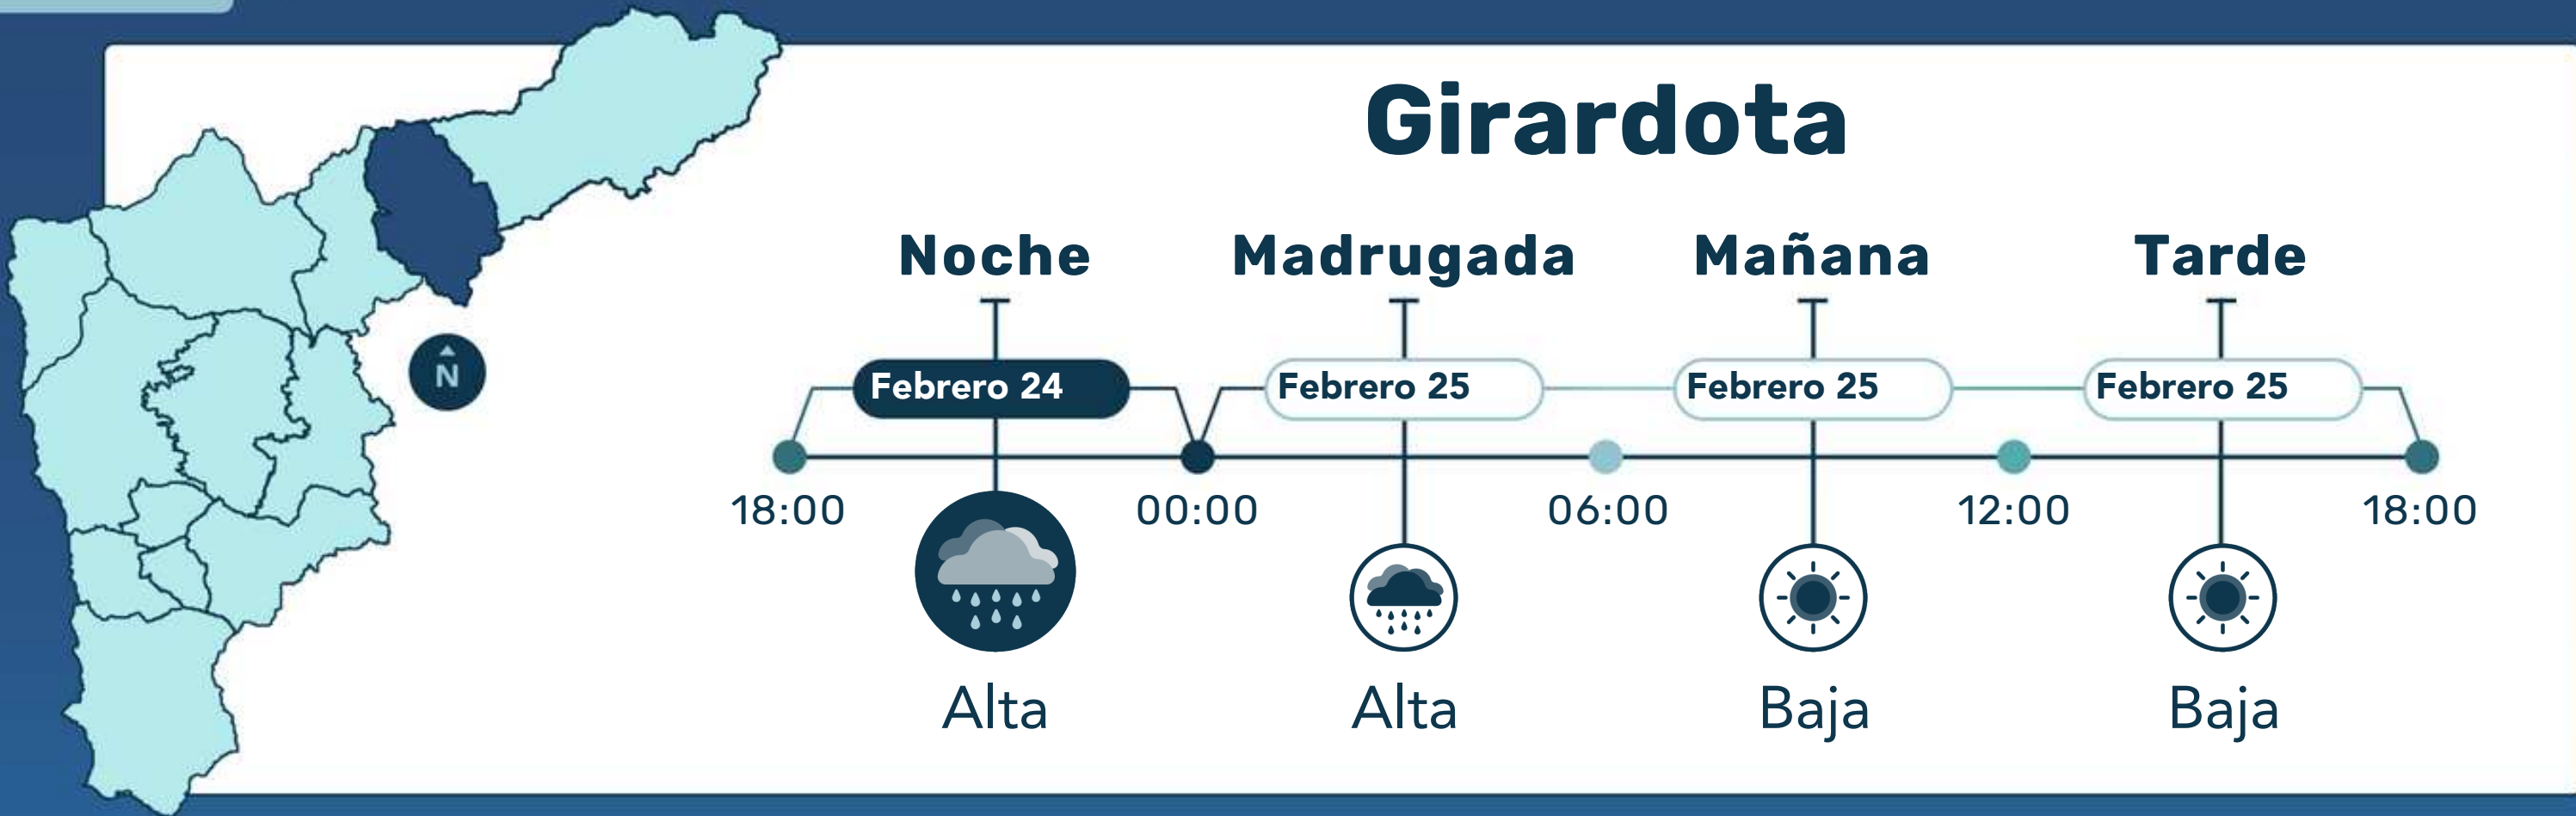 Girardota
Noche Madrugada Mañana Tarde
Febrero 24 Febrero 25 Febrero 25 Febrero 25
N
18:00 00:00 06:00 12:00 18:00
Alta Alta Baja Baja